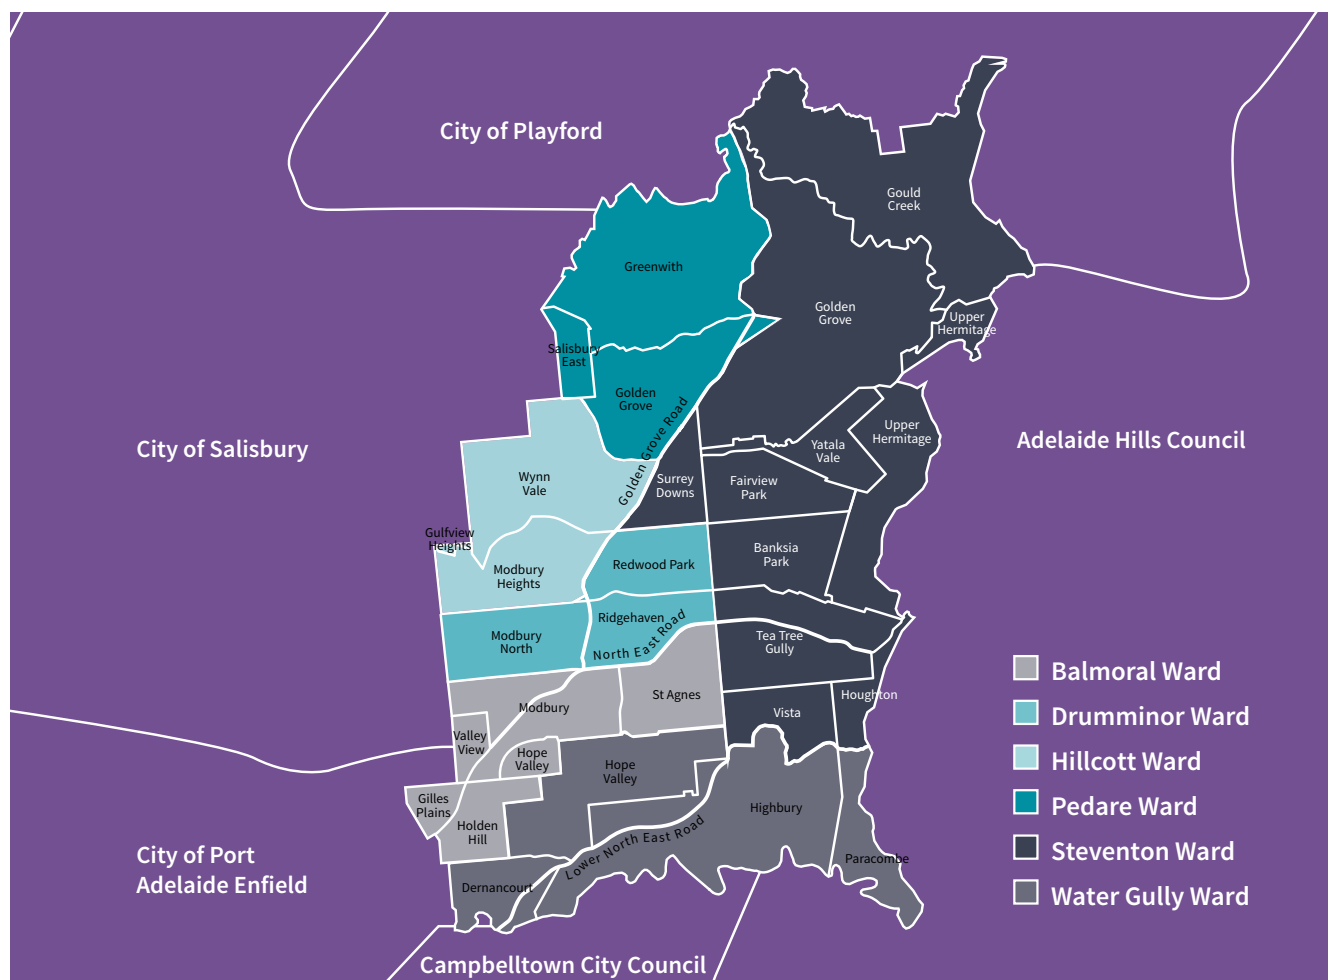 City of Playford
Gould
Creek
Greenwith
Golden
Grove
Upper
Hermitage
Salisbury
East
Golden
Grove
Golden Grove Road
City of Salisbury
Adelaide Hills Council
Upper
Hermitage
Yatala
Vale
Wynn
Vale
Surrey
Downs
Fairview
Park
Gulfview
Heights
Banksia
Park
Modbury
Heights
Redwood Park
Ridgehaven
North East Road
Modbury
North
Tea Tree
Gully
St Agnes
Houghton
Modbury
Vista
Valley
View
Hope
Valley
Hope
Valley
Gilles
Plains
Holden
Hill
Highbury
Lower North East Road
Paracombe
Dernancourt
City of Port
Adelaide Enfield
Campbelltown City Council
Balmoral Ward
Drumminor Ward
Hillcott Ward
Pedare Ward
Steventon Ward
Water Gully Ward